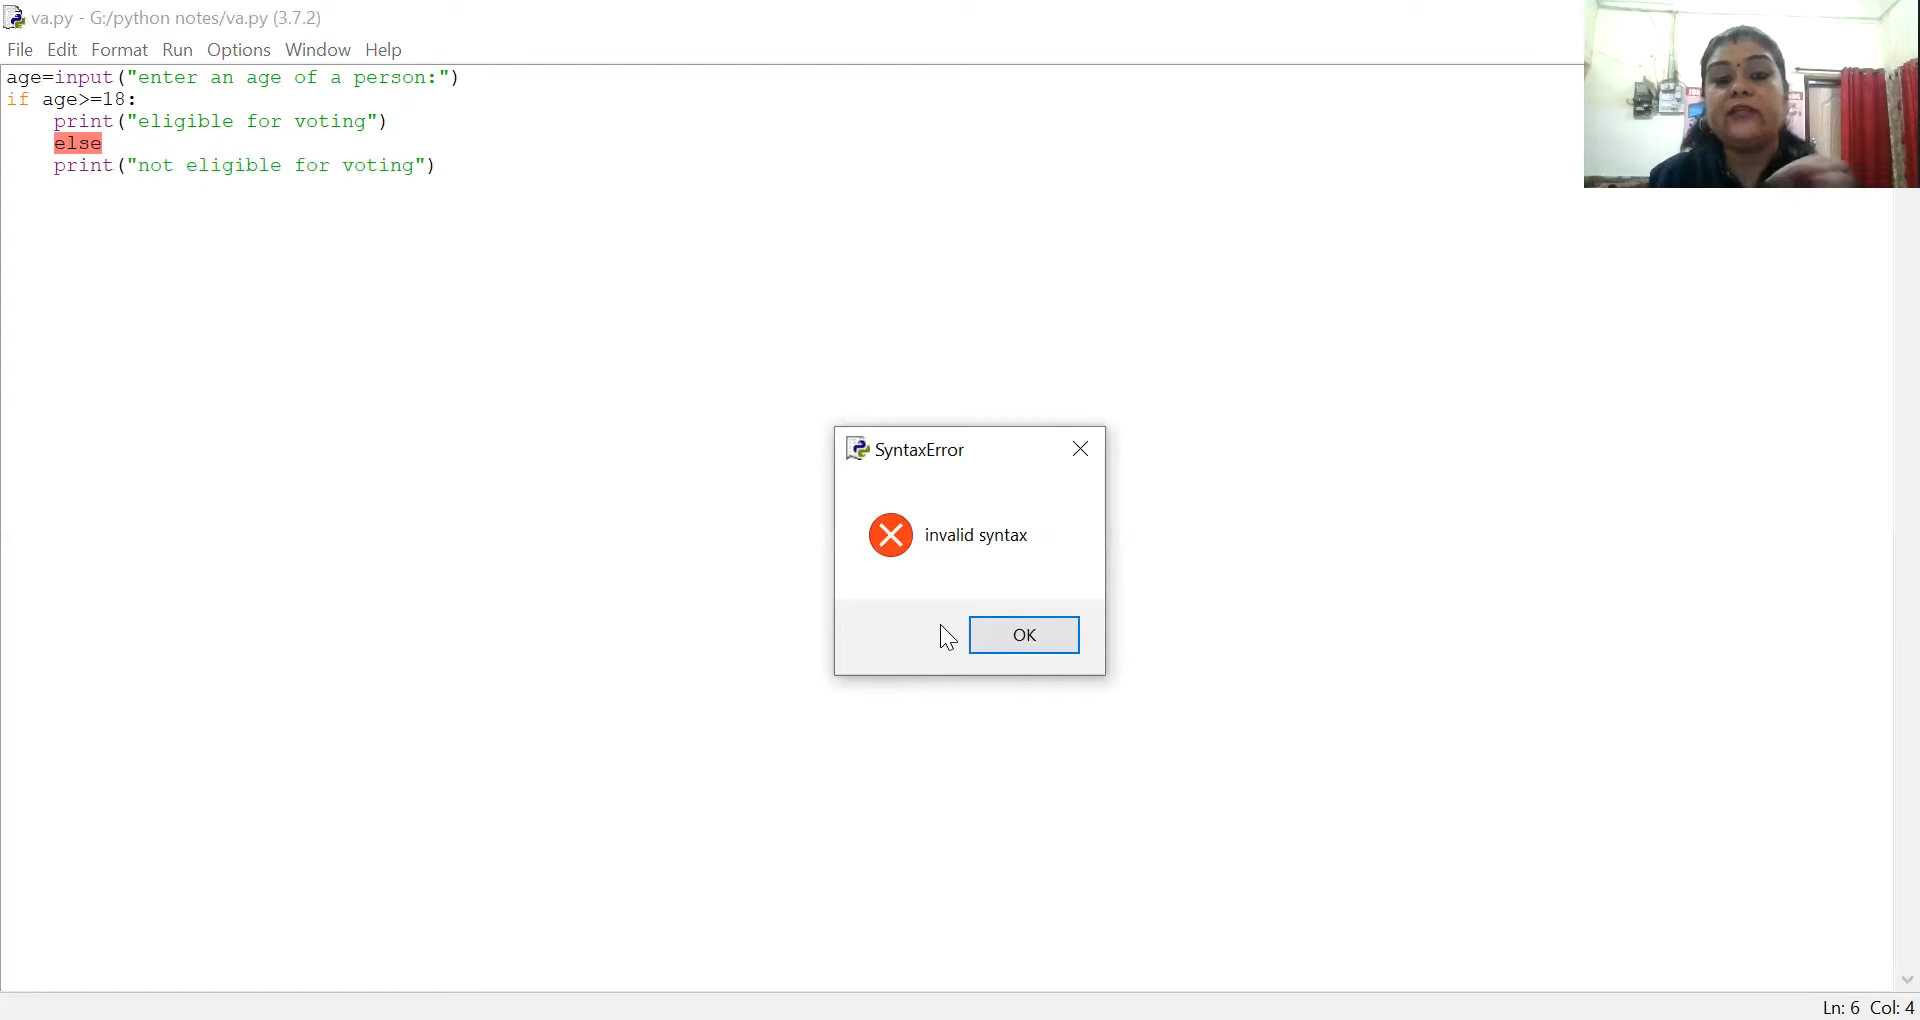 va.py - G:/python notes/va.py (3.7.2)
File Edit Format Run Options Window Help
age=input("enter an age of a person:")
if age>=18:
    print("eligible for voting")
    else
    print("not eligible for voting")
SyntaxError
invalid syntax
OK
Ln: 6 Col: 4